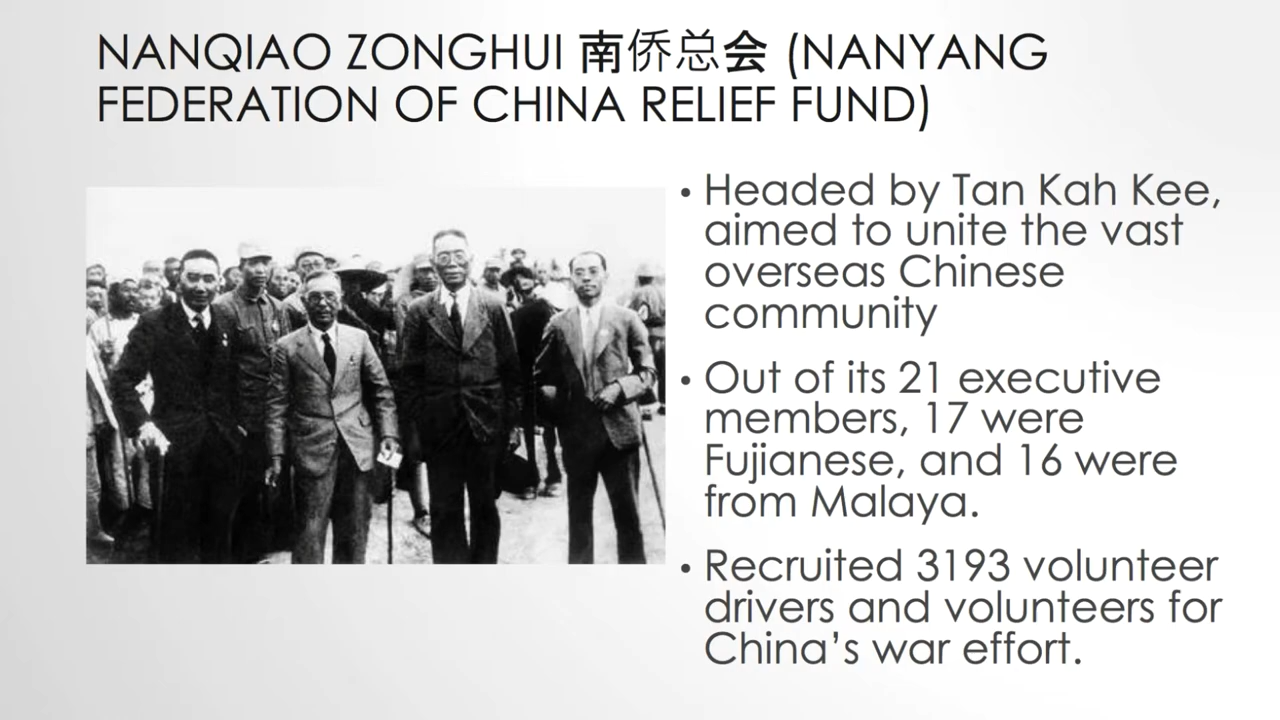 NANQIAO ZONGHUI 南侨总会 (NANYANG
FEDERATION OF CHINA RELIEF FUND)
• Headed by Tan Kah Kee,
aimed to unite the vast
overseas Chinese
community
• Out of its 21 executive
members, 17 were
Fujianese, and 16 were
from Malaya.
• Recruited 3193 volunteer
drivers and volunteers for
China’s war effort.